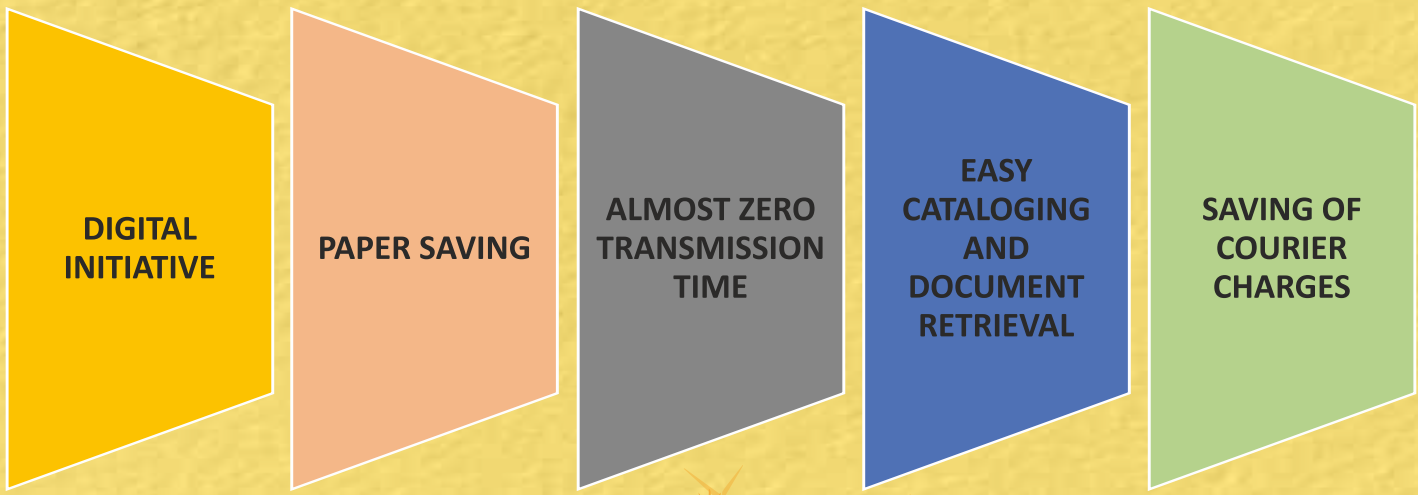 DIGITAL
INITIATIVE
PAPER SAVING
ALMOST ZERO
TRANSMISSION
TIME
EASY
CATALOGING
AND
DOCUMENT
RETRIEVAL
SAVING OF
COURIER
CHARGES